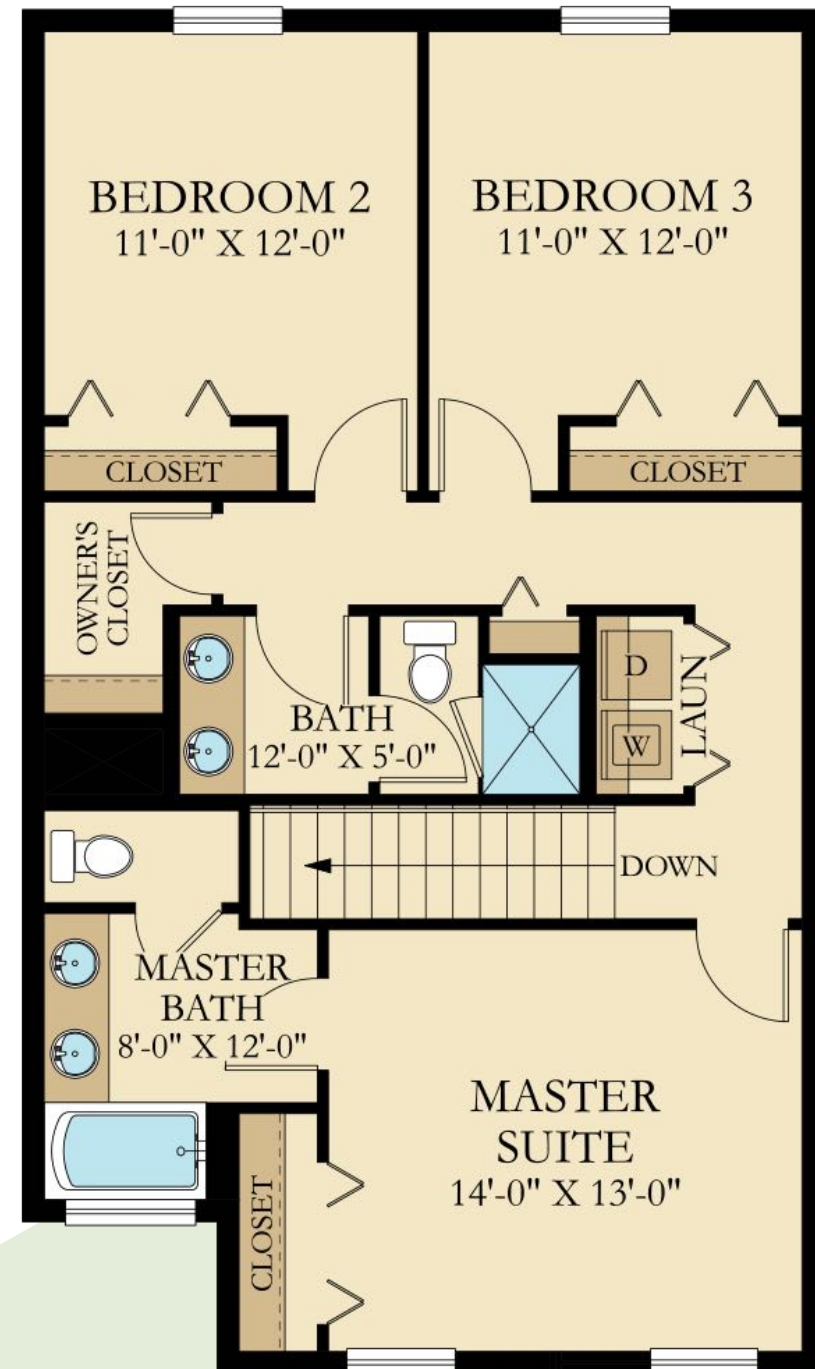 BEDROOM 2
11'-0" X 12'-0"
BEDROOM 3
11'-0" X 12'-0"
CLOSET
CLOSET
OWNER'S
CLOSET
BATH
12'-0" X 5'-0"
D
W
LAUN
DOWN
MASTER
BATH
8'-0" X 12'-0"
MASTER
SUITE
14'-0" X 13'-0"
CLOSET